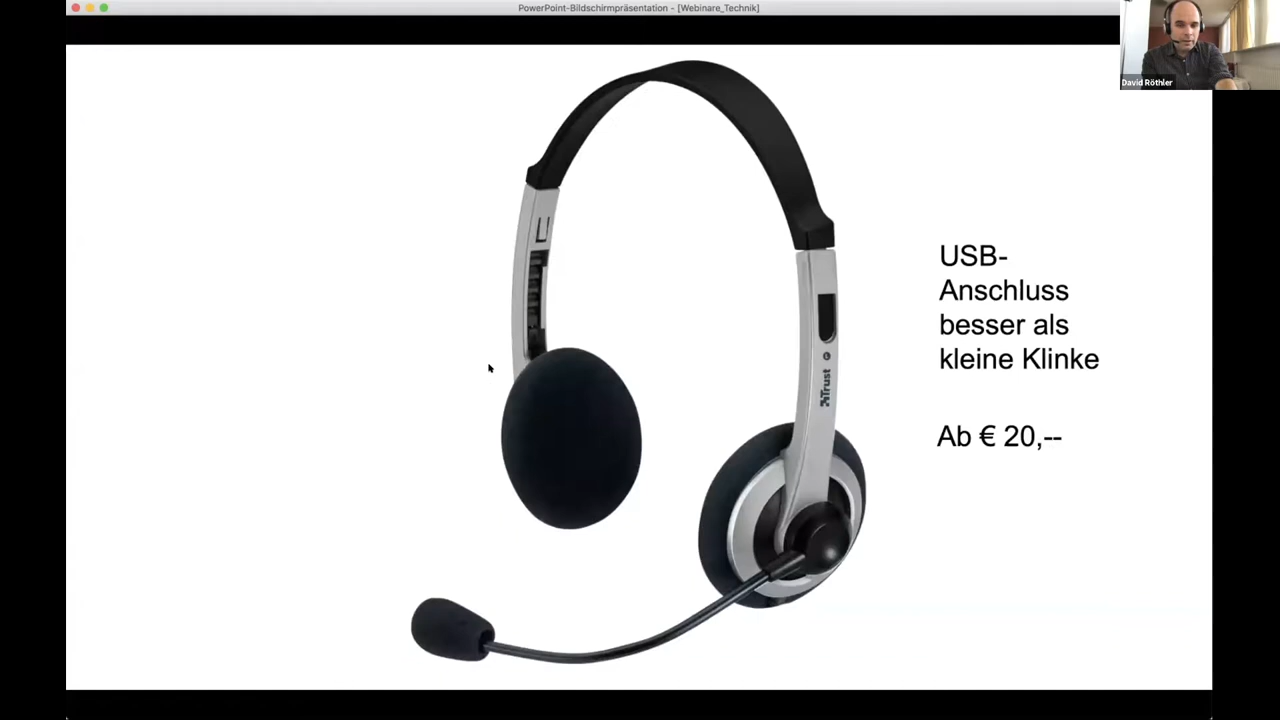 PowerPoint-Bildschirmpräsentation - [Webinare_Technik]
David Röthler
USB-
Anschluss
besser als
kleine Klinke
Trust
Ab € 20,--